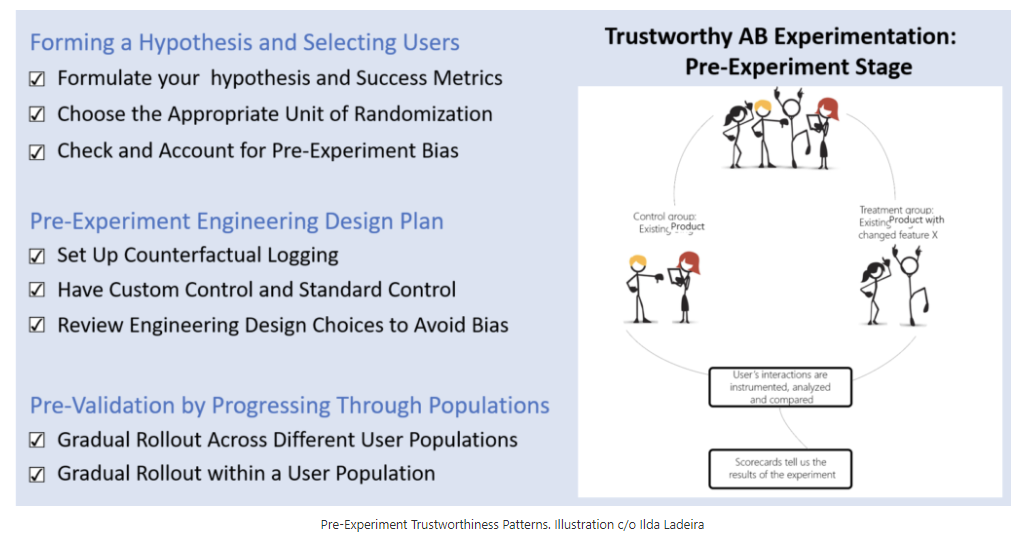 Forming a Hypothesis and Selecting Users
Formulate your hypothesis and Success Metrics
Choose the Appropriate Unit of Randomization
Check and Account for Pre-Experiment Bias
Pre-Experiment Engineering Design Plan
Set Up Counterfactual Logging
Have Custom Control and Standard Control
Review Engineering Design Choices to Avoid Bias
Pre-Validation by Progressing Through Populations
Gradual Rollout Across Different User Populations
Gradual Rollout within a User Population
Trustworthy AB Experimentation:
Pre-Experiment Stage
Control group:
Existing Product
Treatment group:
Existing Product with
changed feature X
User's interactions are
instrumented, analyzed
and compared
Scorecards tell us the
results of the experiment
Pre-Experiment Trustworthiness Patterns. Illustration c/o Ilda Ladeira